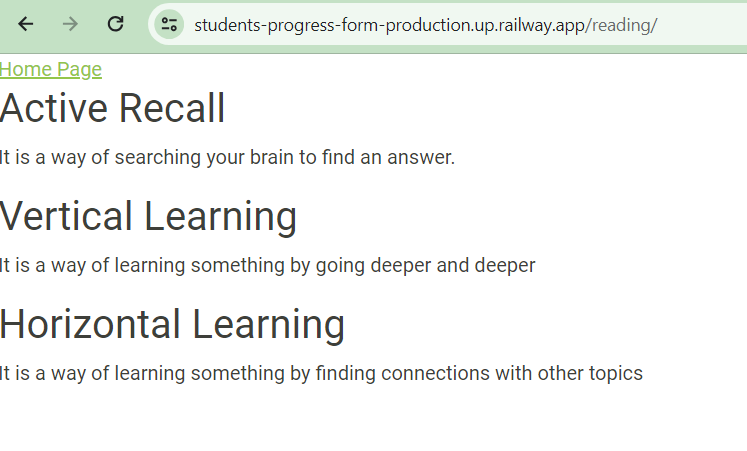 students-progress-form-production.up.railway.app/reading/
Home Page
Active Recall
It is a way of searching your brain to find an answer.
Vertical Learning
It is a way of learning something by going deeper and deeper
Horizontal Learning
It is a way of learning something by finding connections with other topics